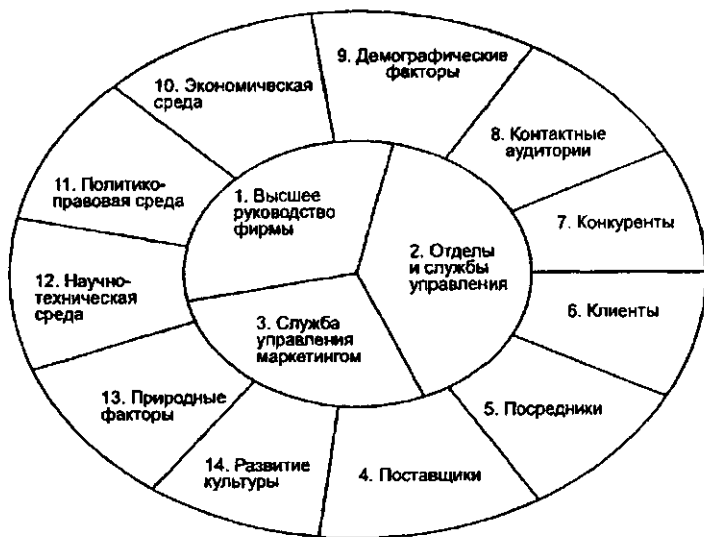 1. Высшее
руководство
фирмы
2. Отделы
и службы
управления
3. Служба
управления
маркетингом
4. Поставщики
5. Посредники
6. Клиенты
7. Конкуренты
8. Контактные
аудитории
9. Демографические
факторы
10. Экономическая
среда
11. Политико-
правовая среда
12. Научно-
техническая
среда
13. Природные
факторы
14. Развитие
культуры